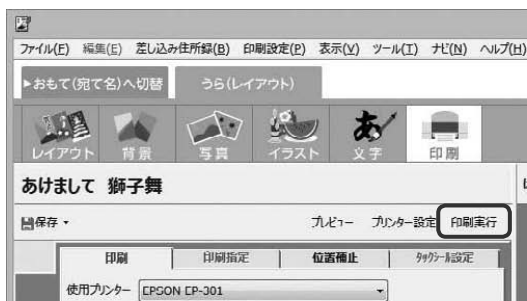 ファイル(F) 編集(E) 差し込み住所録(B) 印刷設定(P) 表示(V) ツール(T) ナビ(N) ヘルプ(H)
▶おもて(宛て名)へ切替 うら(レイアウト)
レイアウト 背景 写真 イラスト 文字 印刷
あけまして 獅子舞
保存 プレビュー プリンター設定 印刷実行
印刷 印刷指定 位置補正 タックシール設定
使用プリンター EPSON EP-301